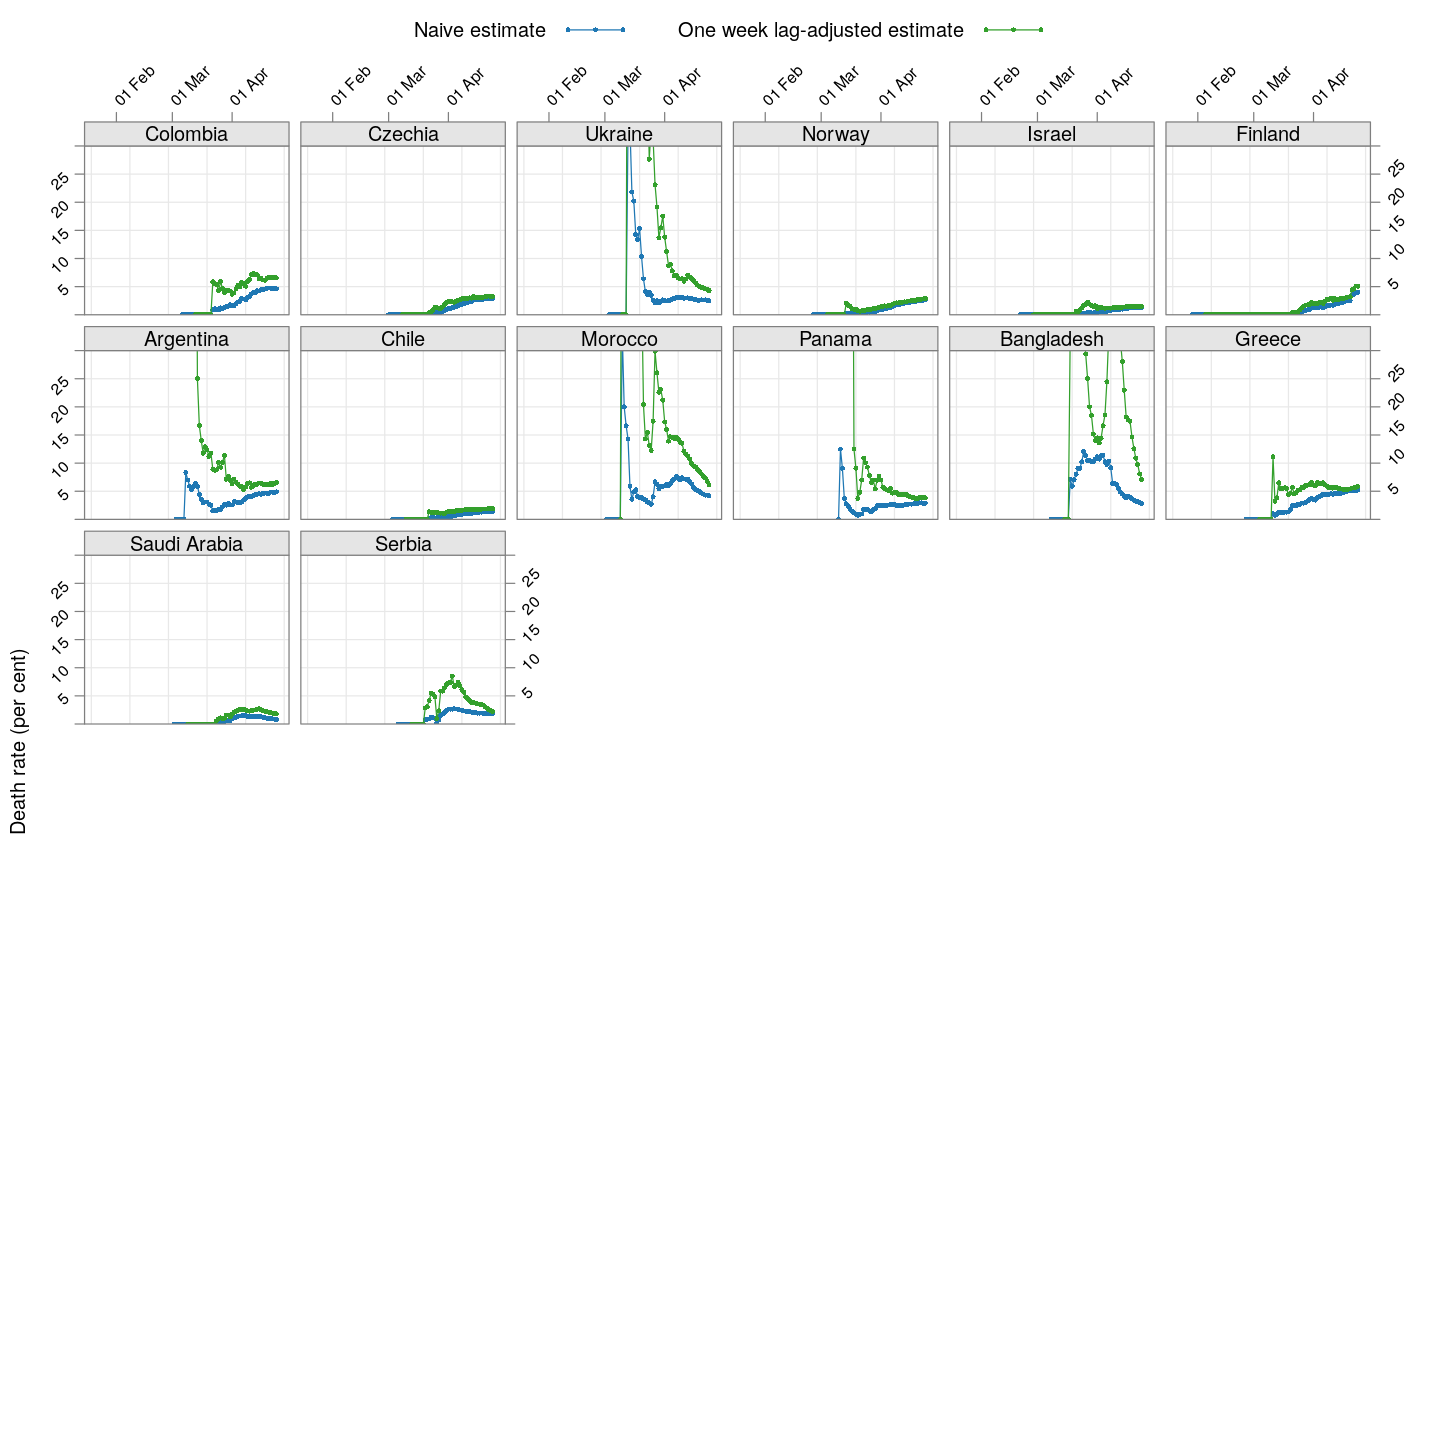 Naive estimate One week lag-adjusted estimate
01 Feb 01 Mar 01 Apr 01 Feb 01 Mar 01 Apr 01 Feb 01 Mar 01 Apr 01 Feb 01 Mar 01 Apr 01 Feb 01 Mar 01 Apr 01 Feb 01 Mar 01 Apr
Colombia Czechia Ukraine Norway Israel Finland
25 25
20 20
15 15
10 10
5 5
Argentina Chile Morocco Panama Bangladesh Greece
25 25
20 20
15 15
10 10
5 5
Saudi Arabia Serbia
25 25
20 20
15 15
10 10
5 5
Death rate (per cent)